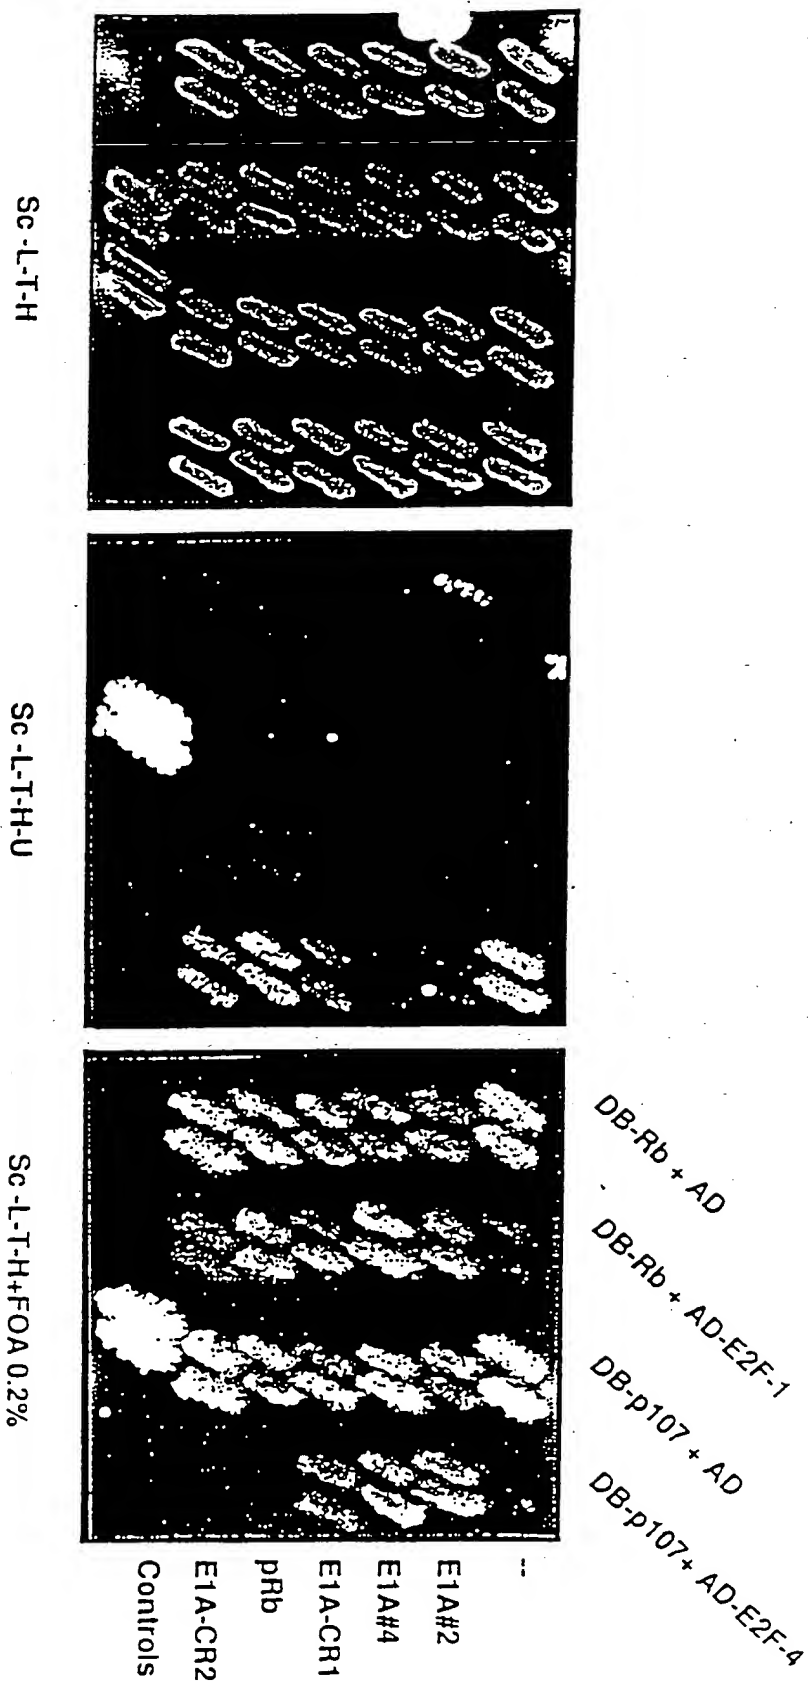 DB-Rb + AD
DB-Rb + AD-E2F-1
DB-p107 + AD
DB-p107+ AD-E2F-4
--
E1A#2
E1A#4
E1A-CR1
pRb
E1A-CR2
Controls
Sc -L-T-H
Sc -L-T-H-U
Sc -L-T-H+FOA 0.2%